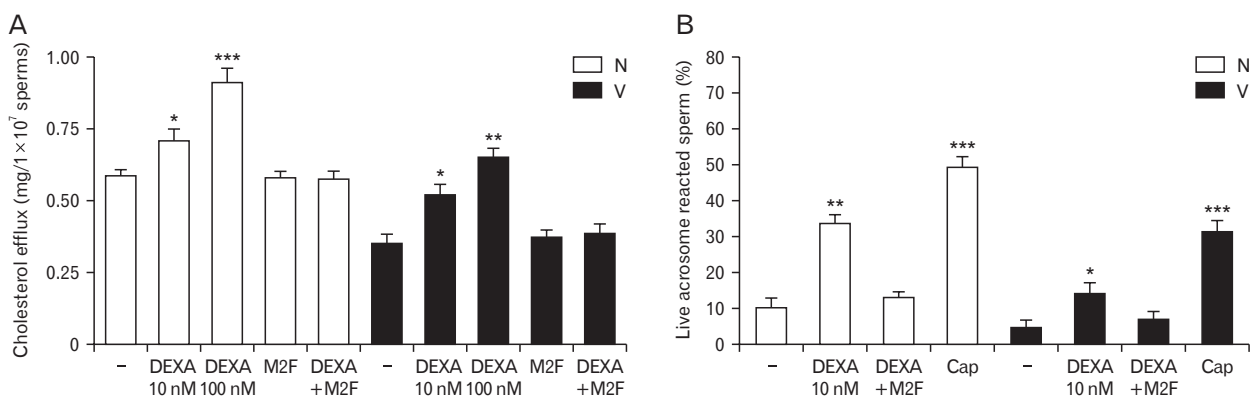 A
Cholesterol efflux (mg/1×10⁷ sperms)
1.00
0.75
0.50
0.25
0
*
***
*
**
N
V
– DEXA DEXA M2F DEXA – DEXA DEXA M2F DEXA
10 nM 100 nM +M2F 10 nM 100 nM +M2F
B
Live acrosome reacted sperm (%)
80
70
60
50
40
30
20
10
0
**
***
*
***
N
V
– DEXA DEXA Cap – DEXA DEXA Cap
10 nM +M2F 10 nM +M2F